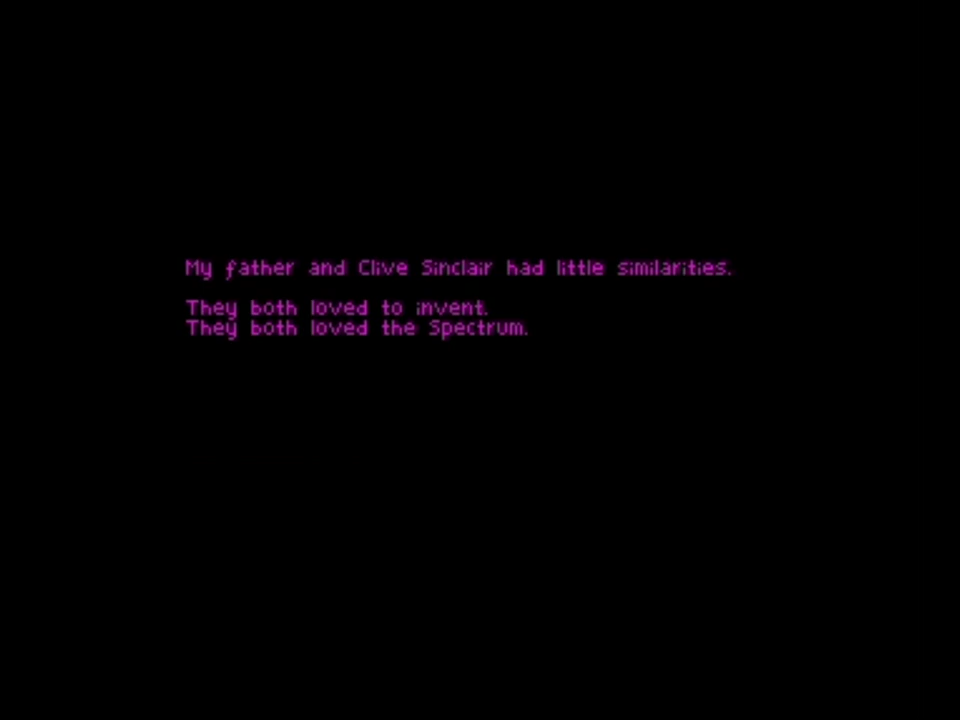 My father and Clive Sinclair had little similarities.
They both loved to invent.
They both loved the Spectrum.